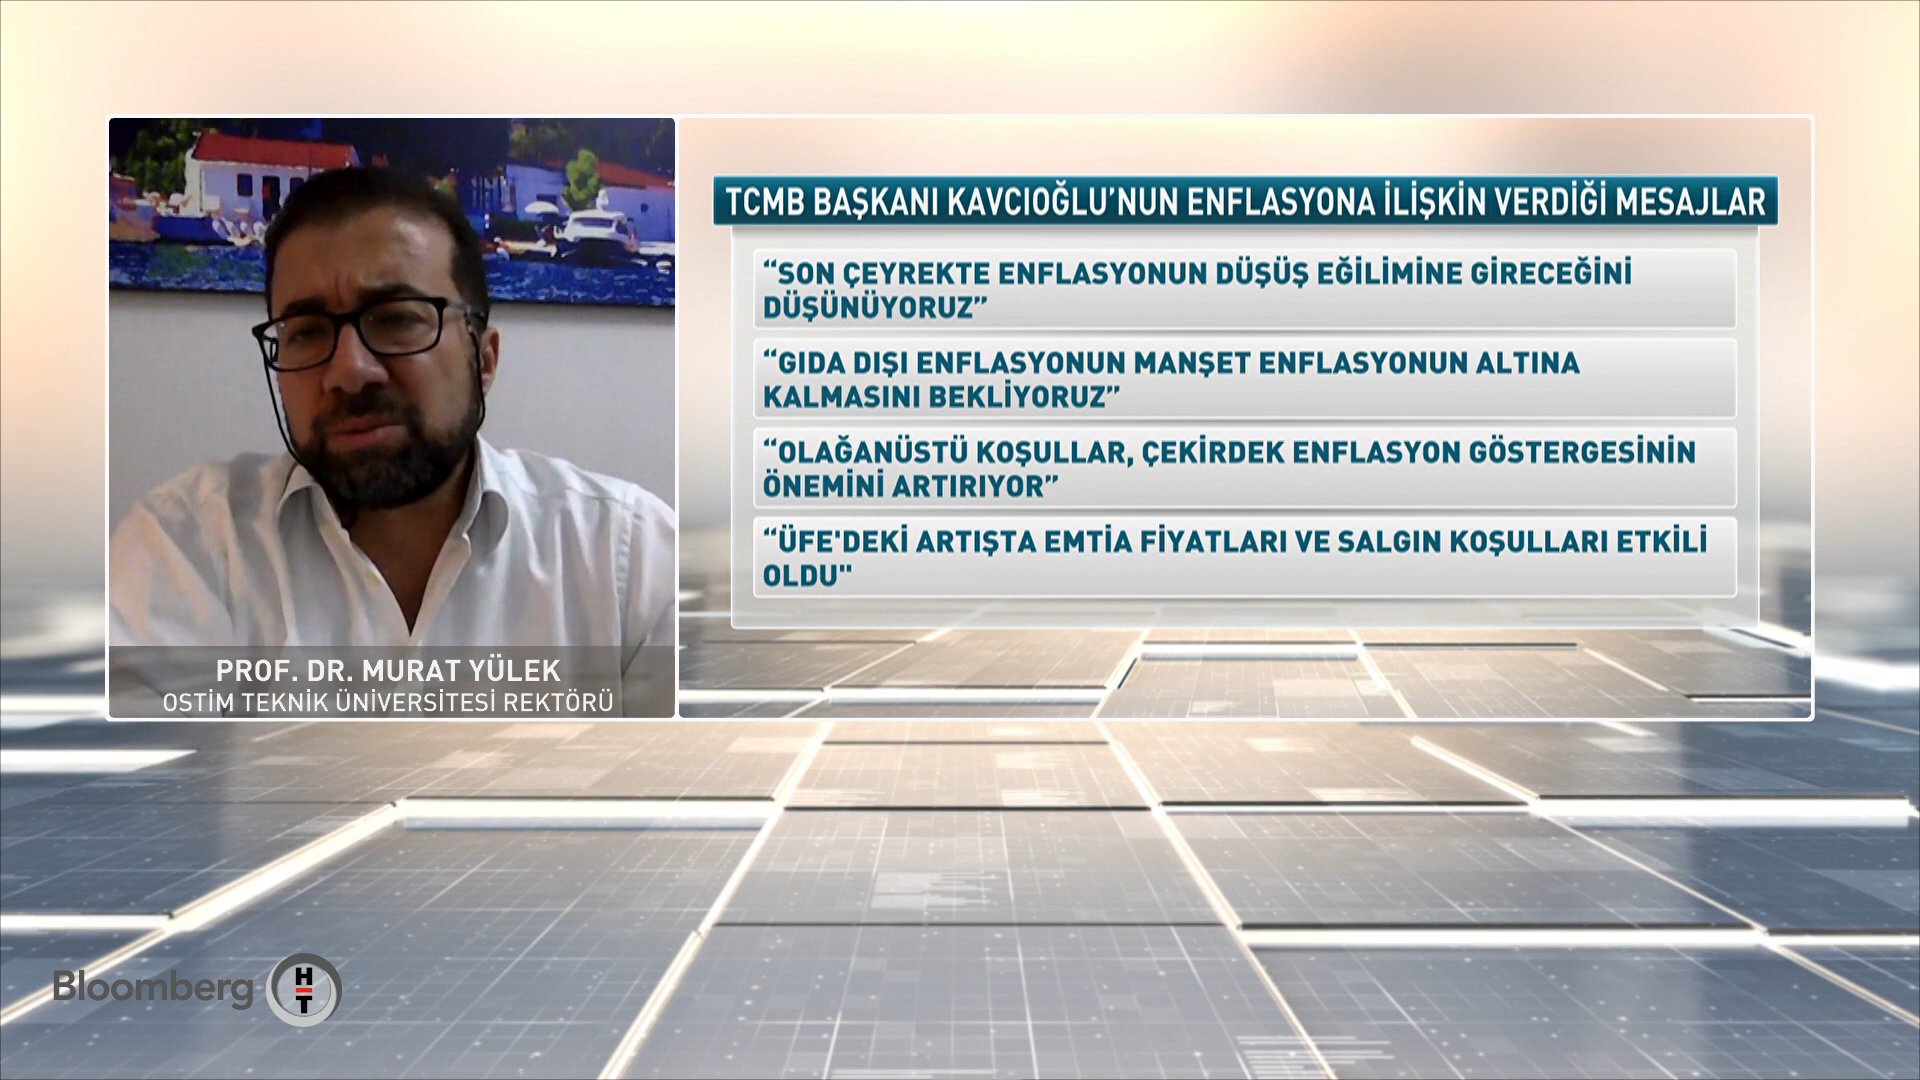 TCMB BAŞKANI KAVCIOĞLU’NUN ENFLASYONA İLİŞKİN VERDİĞİ MESAJLAR
“SON ÇEYREKTE ENFLASYONUN DÜŞÜŞ EĞİLİMİNE GİRECEĞİNİ
DÜŞÜNÜYORUZ”
“GIDA DIŞI ENFLASYONUN MANŞET ENFLASYONUN ALTINA
KALMASINI BEKLİYORUZ”
“OLAĞANÜSTÜ KOŞULLAR, ÇEKİRDEK ENFLASYON GÖSTERGESİNİN
ÖNEMİNİ ARTIRIYOR”
“ÜFE'DEKİ ARTIŞTA EMTİA FİYATLARI VE SALGIN KOŞULLARI ETKİLİ
OLDU"
PROF. DR. MURAT YÜLEK
OSTİM TEKNİK ÜNİVERSİTESİ REKTÖRÜ
Bloomberg HT